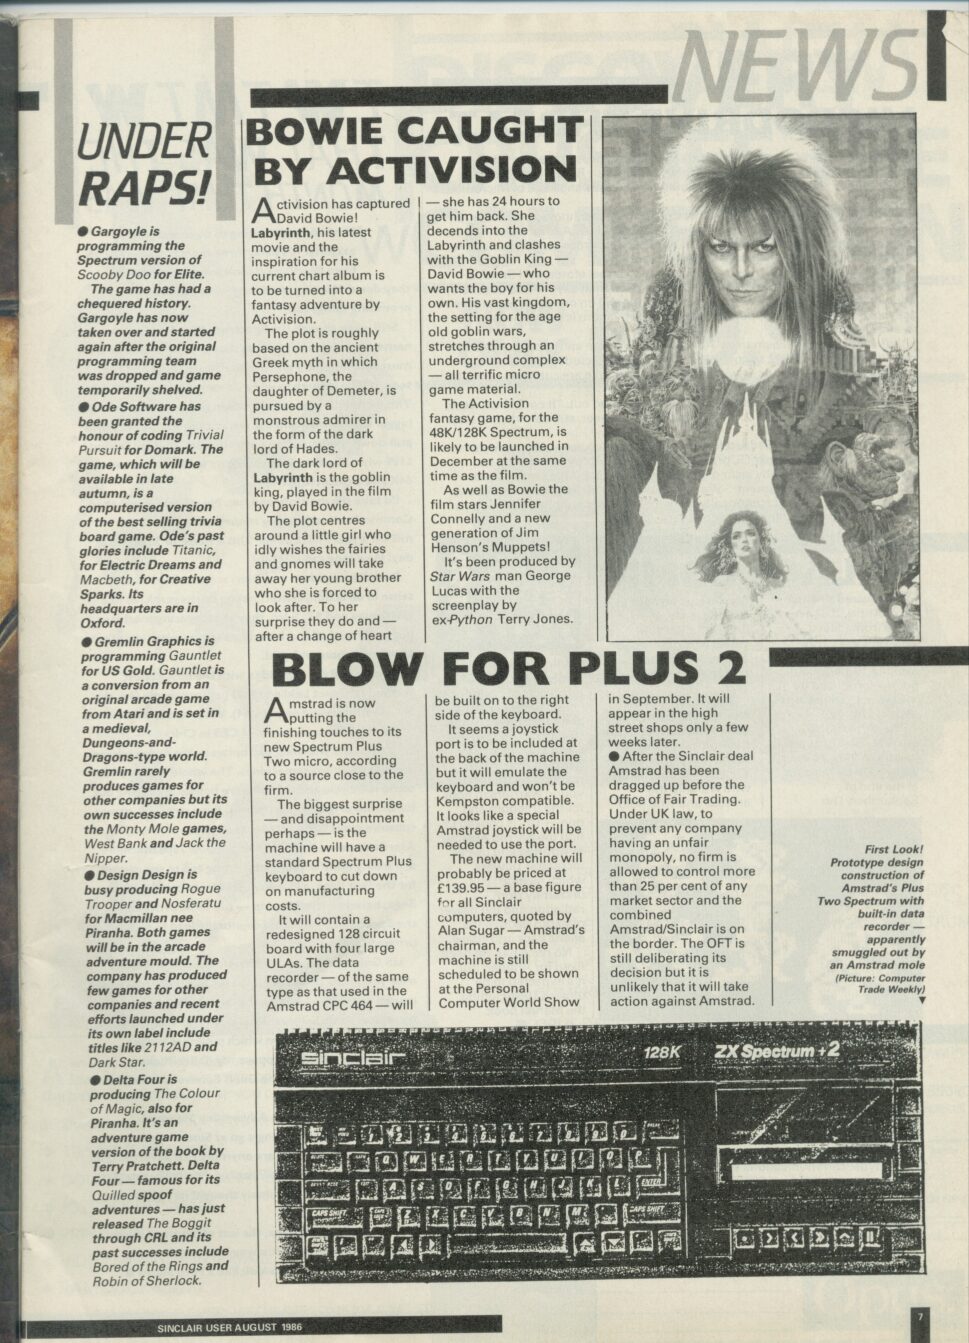 NEWS
UNDER
RAPS!
● Gargoyle is
programming the
Spectrum version of
Scooby Doo for Elite.
The game has had a
chequered history.
Gargoyle has now
taken over and started
again after the original
programming team
was dropped and game
temporarily shelved.
● Ode Software has
been granted the
honour of coding Trivial
Pursuit for Domark. The
game, which will be
available in late
autumn, is a
computerised version
of the best selling trivia
board game. Ode's past
glories include Titanic,
for Electric Dreams and
Macbeth, for Creative
Sparks. Its
headquarters are in
Oxford.
● Gremlin Graphics is
programming Gauntlet
for US Gold. Gauntlet is
a conversion from an
original arcade game
from Atari and is set in
a medieval,
Dungeons-and-
Dragons-type world.
Gremlin rarely
produces games for
other companies but its
own successes include
the Monty Mole games,
West Bank and Jack the
Nipper.
● Design Design is
busy producing Rogue
Trooper and Nosferatu
for Macmillan nee
Piranha. Both games
will be in the arcade
adventure mould. The
company has produced
few games for other
companies and recent
efforts launched under
its own label include
titles like 2112AD and
Dark Star.
● Delta Four is
producing The Colour
of Magic, also for
Piranha. It's an
adventure game
version of the book by
Terry Pratchett. Delta
Four — famous for its
Quilled spoof
adventures — has just
released The Boggit
through CRL and its
past successes include
Bored of the Rings and
Robin of Sherlock.
BOWIE CAUGHT
BY ACTIVISION
Activision has captured
David Bowie!
Labyrinth, his latest
movie and the
inspiration for his
current chart album is
to be turned into a
fantasy adventure by
Activision.
The plot is roughly
based on the ancient
Greek myth in which
Persephone, the
daughter of Demeter, is
pursued by a
monstrous admirer in
the form of the dark
lord of Hades.
The dark lord of
Labyrinth is the goblin
king, played in the film
by David Bowie.
The plot centres
around a little girl who
idly wishes the fairies
and gnomes will take
away her young brother
who she is forced to
look after. To her
surprise they do and —
after a change of heart
— she has 24 hours to
get him back. She
decends into the
Labyrinth and clashes
with the Goblin King —
David Bowie — who
wants the boy for his
own. His vast kingdom,
the setting for the age
old goblin wars,
stretches through an
underground complex
— all terrific micro
game material.
The Activision
fantasy game, for the
48K/128K Spectrum, is
likely to be launched in
December at the same
time as the film.
As well as Bowie the
film stars Jennifer
Connelly and a new
generation of Jim
Henson's Muppets!
It's been produced by
Star Wars man George
Lucas with the
screenplay by
ex-Python Terry Jones.
BLOW FOR PLUS 2
Amstrad is now
putting the
finishing touches to its
new Spectrum Plus
Two micro, according
to a source close to the
firm.
The biggest surprise
— and disappointment
perhaps — is the
machine will have a
standard Spectrum Plus
keyboard to cut down
on manufacturing
costs.
It will contain a
redesigned 128 circuit
board with four large
ULAs. The data
recorder — of the same
type as that used in the
Amstrad CPC 464 — will
be built on to the right
side of the keyboard.
It seems a joystick
port is to be included at
the back of the machine
but it will emulate the
keyboard and won't be
Kempston compatible.
It looks like a special
Amstrad joystick will be
needed to use the port.
The new machine will
probably be priced at
£139.95 — a base figure
for all Sinclair
computers, quoted by
Alan Sugar — Amstrad's
chairman, and the
machine is still
scheduled to be shown
at the Personal
Computer World Show
in September. It will
appear in the high
street shops only a few
weeks later.
● After the Sinclair deal
Amstrad has been
dragged up before the
Office of Fair Trading.
Under UK law, to
prevent any company
having an unfair
monopoly, no firm is
allowed to control more
than 25 per cent of any
market sector and the
combined
Amstrad/Sinclair is on
the border. The OFT is
still deliberating its
decision but it is
unlikely that it will take
action against Amstrad.
First Look!
Prototype design
construction of
Amstrad's Plus
Two Spectrum with
built-in data
recorder —
apparently
smuggled out by
an Amstrad mole
(Picture: Computer
Trade Weekly)
▼
sinclair 128K ZX Spectrum +2
Q W E R T Y U I O P
A S D F G H J K L ENTER
CAPS SHIFT Z X C V B N M CAPS SHIFT
SINCLAIR USER AUGUST 1986
7